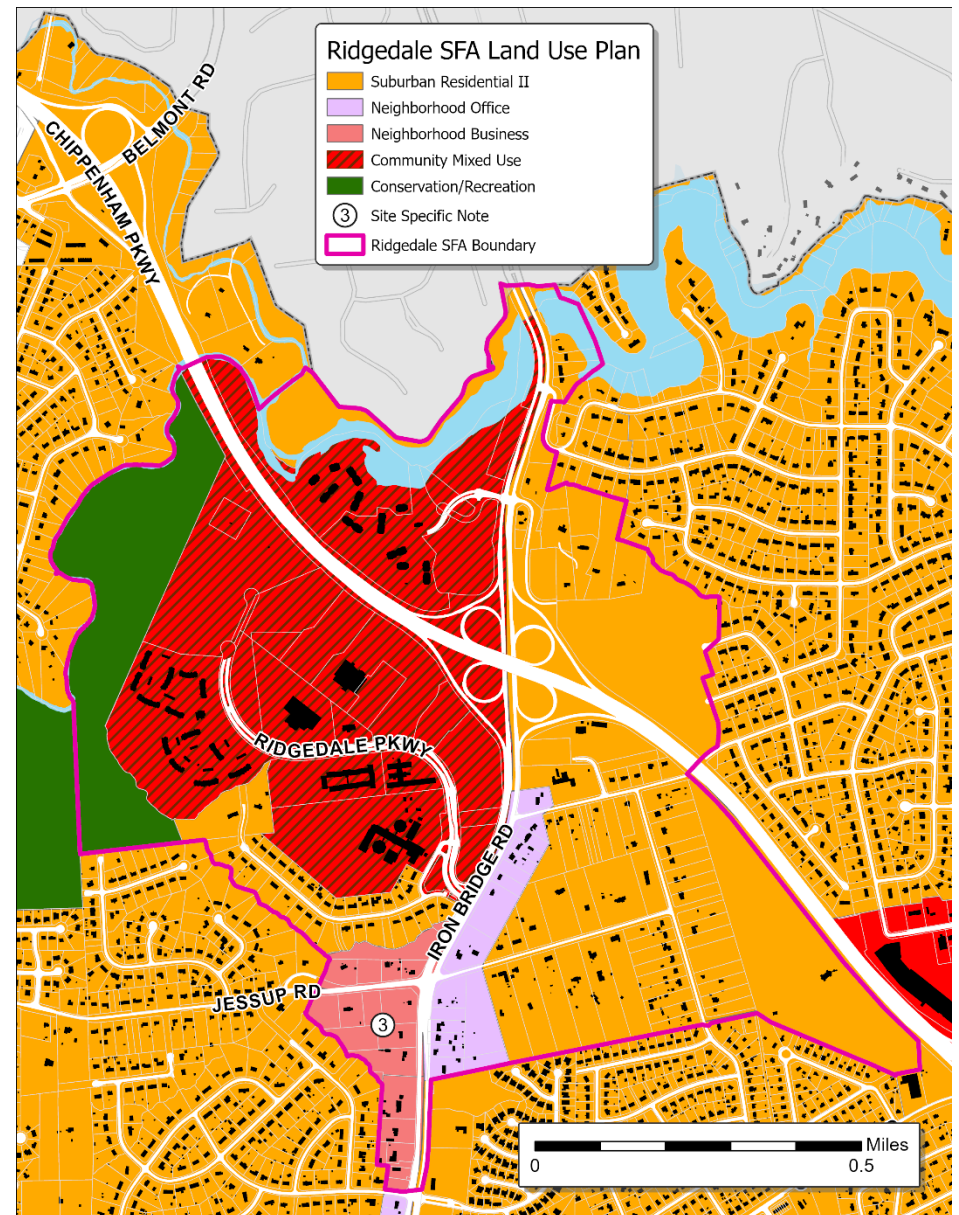 Ridgedale SFA Land Use Plan
Suburban Residential II
Neighborhood Office
Neighborhood Business
Community Mixed Use
Conservation/Recreation
3 Site Specific Note
Ridgedale SFA Boundary
BELMONT RD
CHIPPENHAM PKWY
RIDGEDALE PKWY
IRON BRIDGE RD
JESSUP RD
3
Miles
0 0.5